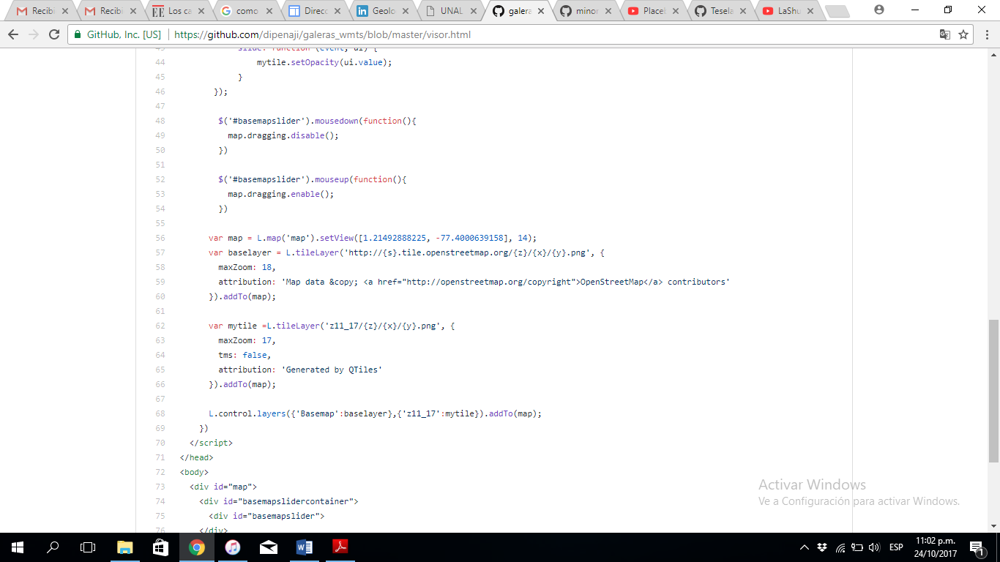 Recibi
Recibi
Los ca
como
Direcc
Geolo
UNAL
galera
minor
Placeb
Tesela
LaShu
GitHub, Inc. [US]
https://github.com/dipenaji/galeras_wmts/blob/master/visor.html
43 slide: function (event, ui) {
44 mytile.setOpacity(ui.value);
45 }
46 });
47
48 $('#basemapslider').mousedown(function(){
49 map.dragging.disable();
50 })
51
52 $('#basemapslider').mouseup(function(){
53 map.dragging.enable();
54 })
55
56 var map = L.map('map').setView([1.21492888225, -77.4000639158], 14);
57 var baselayer = L.tileLayer('http://{s}.tile.openstreetmap.org/{z}/{x}/{y}.png', {
58 maxZoom: 18,
59 attribution: 'Map data &copy; <a href="http://openstreetmap.org/copyright">OpenStreetMap</a> contributors'
60 }).addTo(map);
61
62 var mytile =L.tileLayer('z11_17/{z}/{x}/{y}.png', {
63 maxZoom: 17,
64 tms: false,
65 attribution: 'Generated by QTiles'
66 }).addTo(map);
67
68 L.control.layers({'Basemap':baselayer},{'z11_17':mytile}).addTo(map);
69 })
70 </script>
71 </head>
72 <body>
73 <div id="map">
74 <div id="basemapslidercontainer">
75 <div id="basemapslider">
76 </div>
Activar Windows
Ve a Configuración para activar Windows.
ESP
11:02 p.m.
24/10/2017
1